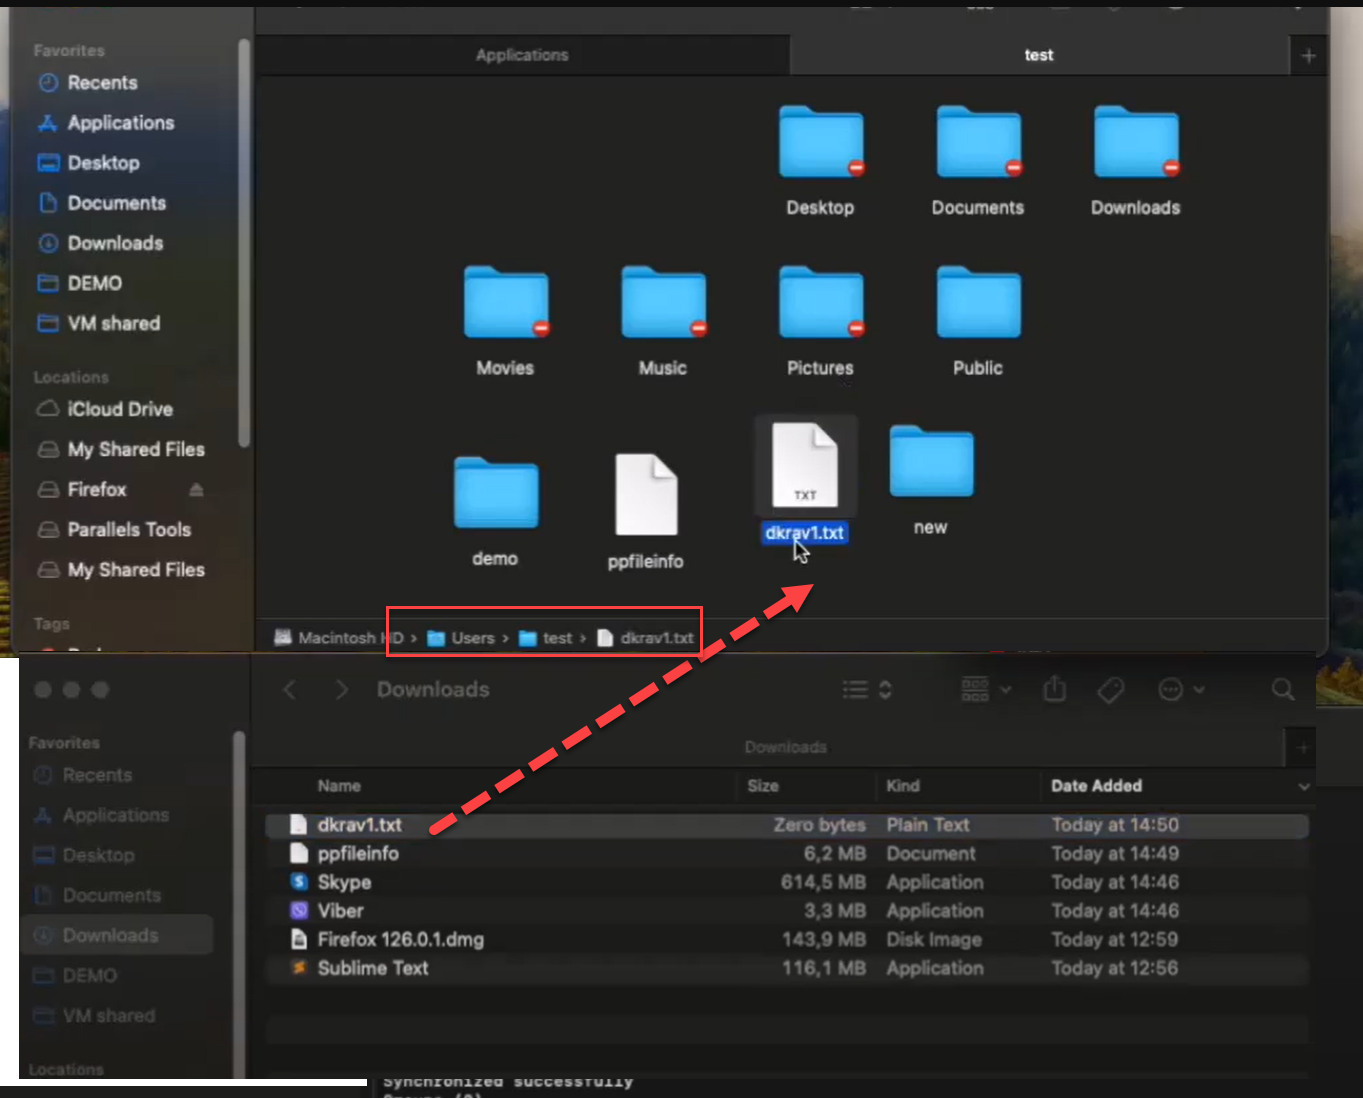 Favorites
Recents
Applications
Desktop
Documents
Downloads
DEMO
VM shared
Locations
iCloud Drive
My Shared Files
Firefox
Parallels Tools
My Shared Files
Tags
Applications
test
+
Desktop
Documents
Downloads
Movies
Music
Pictures
Public
TXT
demo
ppfileinfo
dkrav1.txt
new
Macintosh HD › Users › test › dkrav1.txt
Downloads
Favorites
Recents
Applications
Desktop
Documents
Downloads
DEMO
VM shared
Locations
Downloads
+
Name Size Kind Date Added
dkrav1.txt Zero bytes Plain Text Today at 14:50
ppfileinfo 6,2 MB Document Today at 14:49
Skype 614,5 MB Application Today at 14:46
Viber 3,3 MB Application Today at 14:46
Firefox 126.0.1.dmg 143,9 MB Disk Image Today at 12:59
Sublime Text 116,1 MB Application Today at 12:56
Synchronized successfully